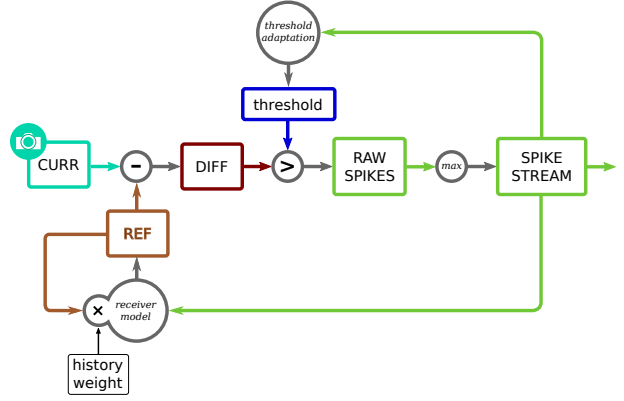 threshold
adaptation
threshold
CURR
-
DIFF
>
RAW
SPIKES
max
SPIKE
STREAM
REF
×
receiver
model
history
weight